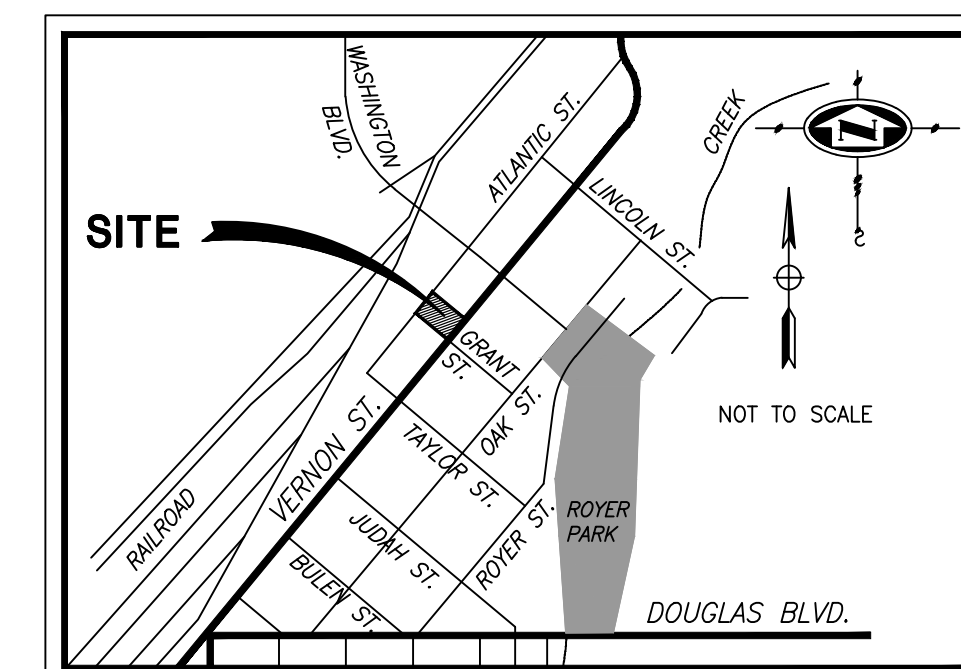 WASHINGTON
BLVD.
ATLANTIC ST.
CREEK
N
LINCOLN ST.
SITE
S
GRANT
ST.
NOT TO SCALE
OAK ST.
VERNON ST.
TAYLOR ST.
RAILROAD
JUDAH ST.
ROYER ST.
ROYER
PARK
BULEN ST.
DOUGLAS BLVD.